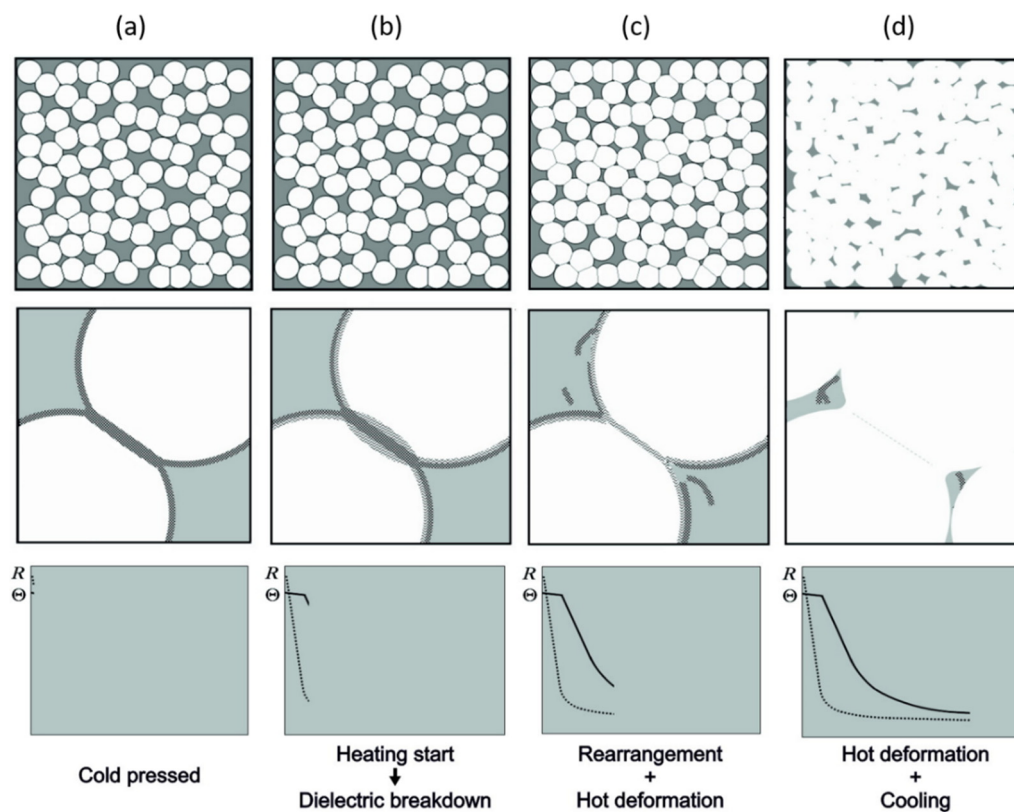 (a)
(b)
(c)
(d)
R
Θ
R
Θ
R
Θ
R
Θ
Cold pressed
Heating start
Dielectric breakdown
Rearrangement
+
Hot deformation
Hot deformation
+
Cooling